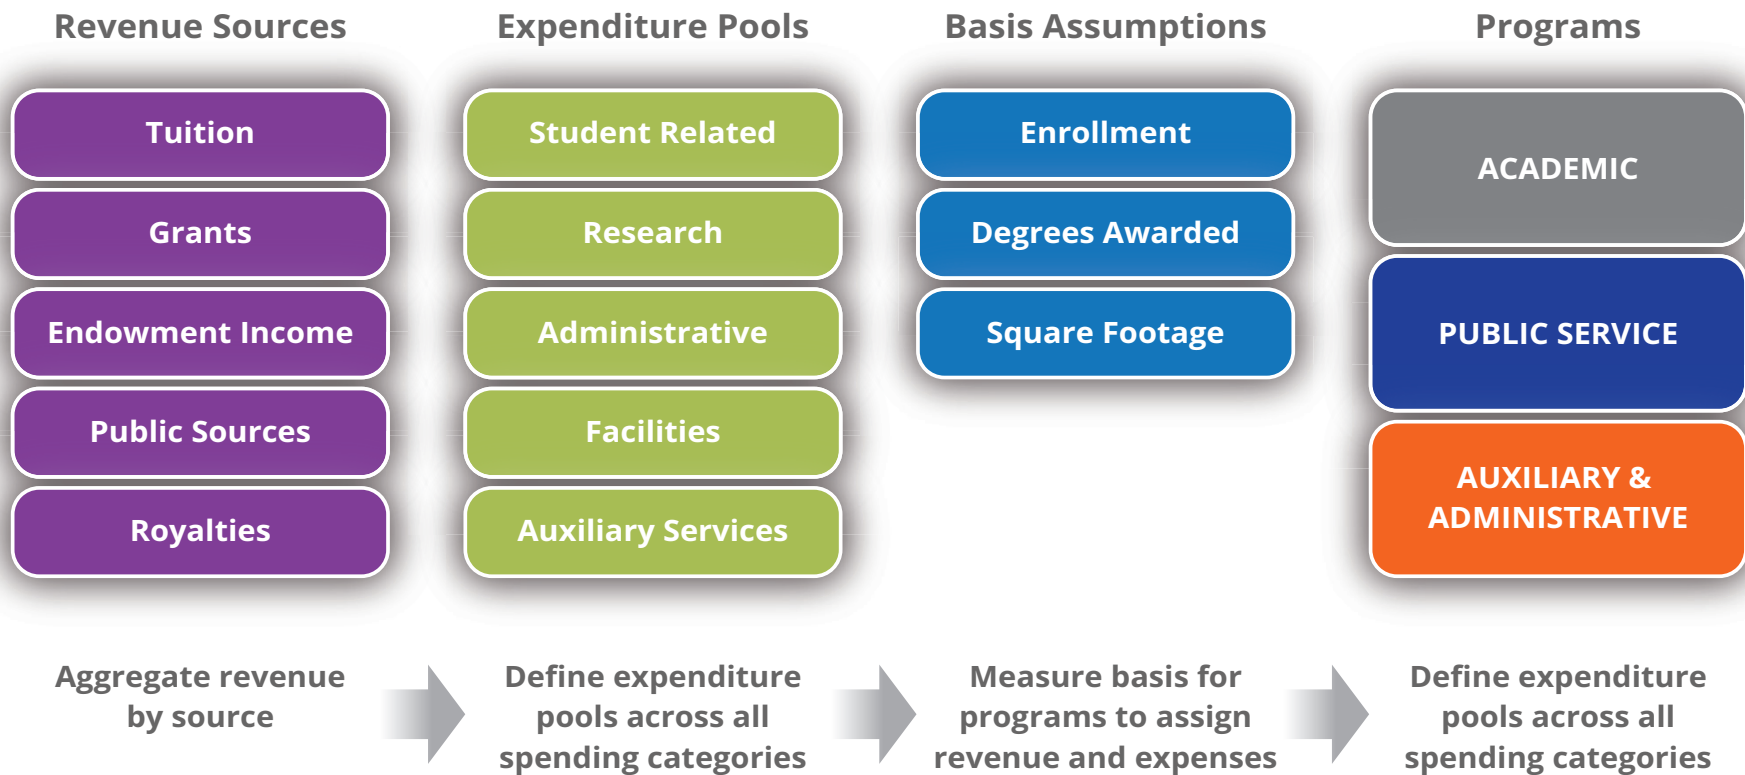 Revenue Sources
Expenditure Pools
Basis Assumptions
Programs
Tuition
Grants
Endowment Income
Public Sources
Royalties
Student Related
Research
Administrative
Facilities
Auxiliary Services
Enrollment
Degrees Awarded
Square Footage
ACADEMIC
PUBLIC SERVICE
AUXILIARY &
ADMINISTRATIVE
Aggregate revenue
by source
Define expenditure
pools across all
spending categories
Measure basis for
programs to assign
revenue and expenses
Define expenditure
pools across all
spending categories